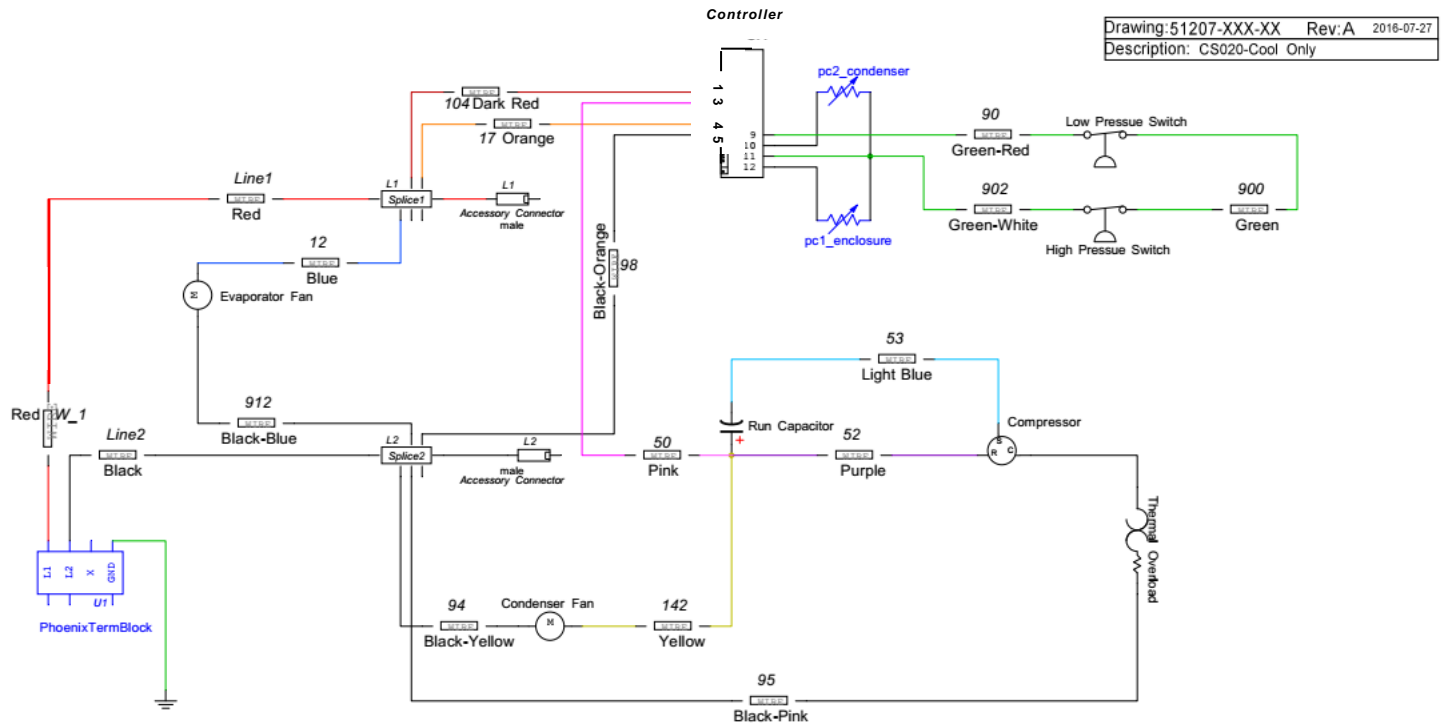 Controller
Drawing:51207-XXX-XX Rev:A 2016-07-27
Description: CS020-Cool Only
pc2_condenser
1
3
4
5
9
10
11
12
104 Dark Red
17 Orange
90
Green-Red
Low Pressue Switch
902
Green-White
High Pressue Switch
900
Green
pc1_enclosure
Line1
Red
L1
Splice1
L1
Accessory Connector
male
12
Blue
M
Evaporator Fan
Black-Orange
98
53
Light Blue
Red
W_1
912
Black-Blue
Run Capacitor
+
Compressor
S
R
C
Line2
Black
L2
Splice2
L2
male
Accessory Connector
50
Pink
52
Purple
Thermal Overload
L1
L2
X
GND
U1
PhoenixTermBlock
94
Black-Yellow
Condenser Fan
M
142
Yellow
95
Black-Pink